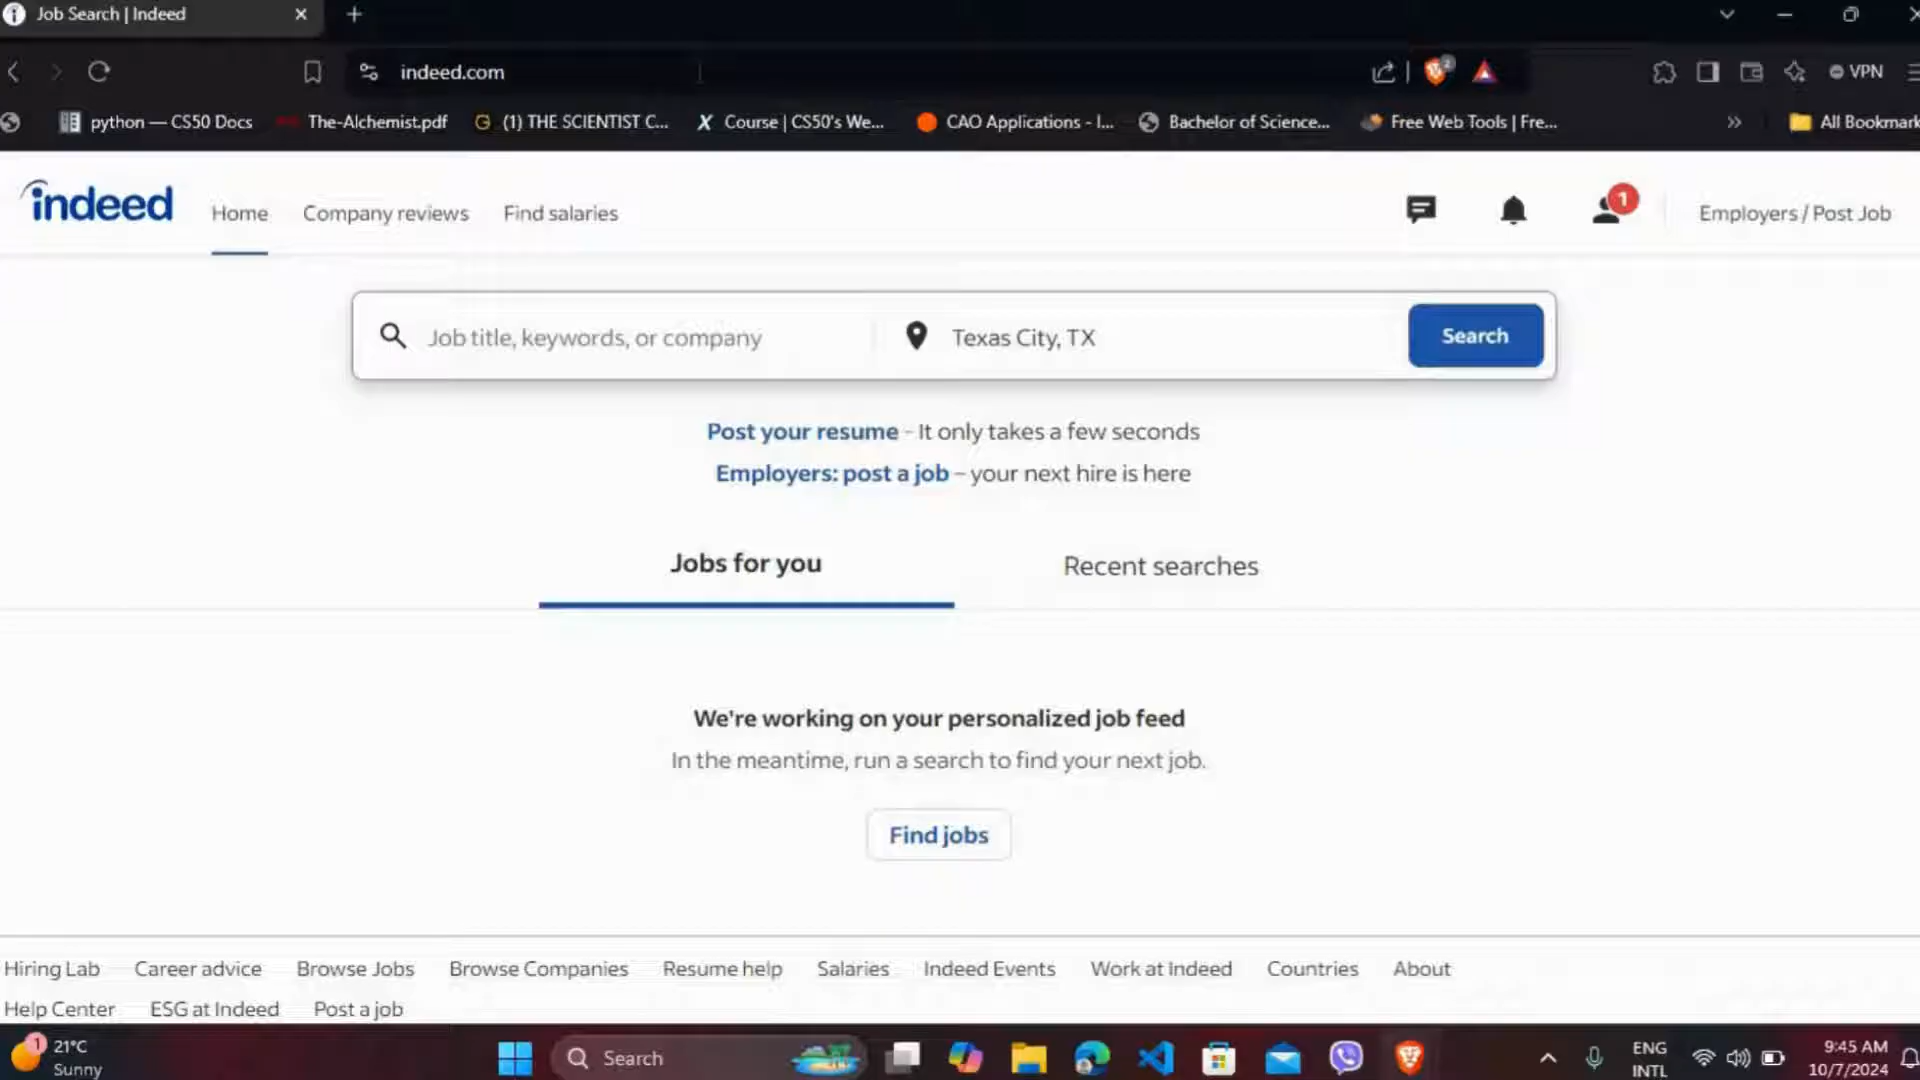 Job Search | Indeed
indeed.com
2
VPN
python — CS50 Docs
The-Alchemist.pdf
(1) THE SCIENTIST C...
Course | CS50's We...
CAO Applications - I...
Bachelor of Science...
Free Web Tools | Fre...
All Bookmark
indeed
Home
Company reviews
Find salaries
1
Employers / Post Job
Job title, keywords, or company
Texas City, TX
Search
Post your resume - It only takes a few seconds
Employers: post a job – your next hire is here
Jobs for you
Recent searches
We're working on your personalized job feed
In the meantime, run a search to find your next job.
Find jobs
Hiring Lab
Career advice
Browse Jobs
Browse Companies
Resume help
Salaries
Indeed Events
Work at Indeed
Countries
About
Help Center
ESG at Indeed
Post a job
1
21°C
Sunny
Search
ENG
INTL
9:45 AM
10/7/2024